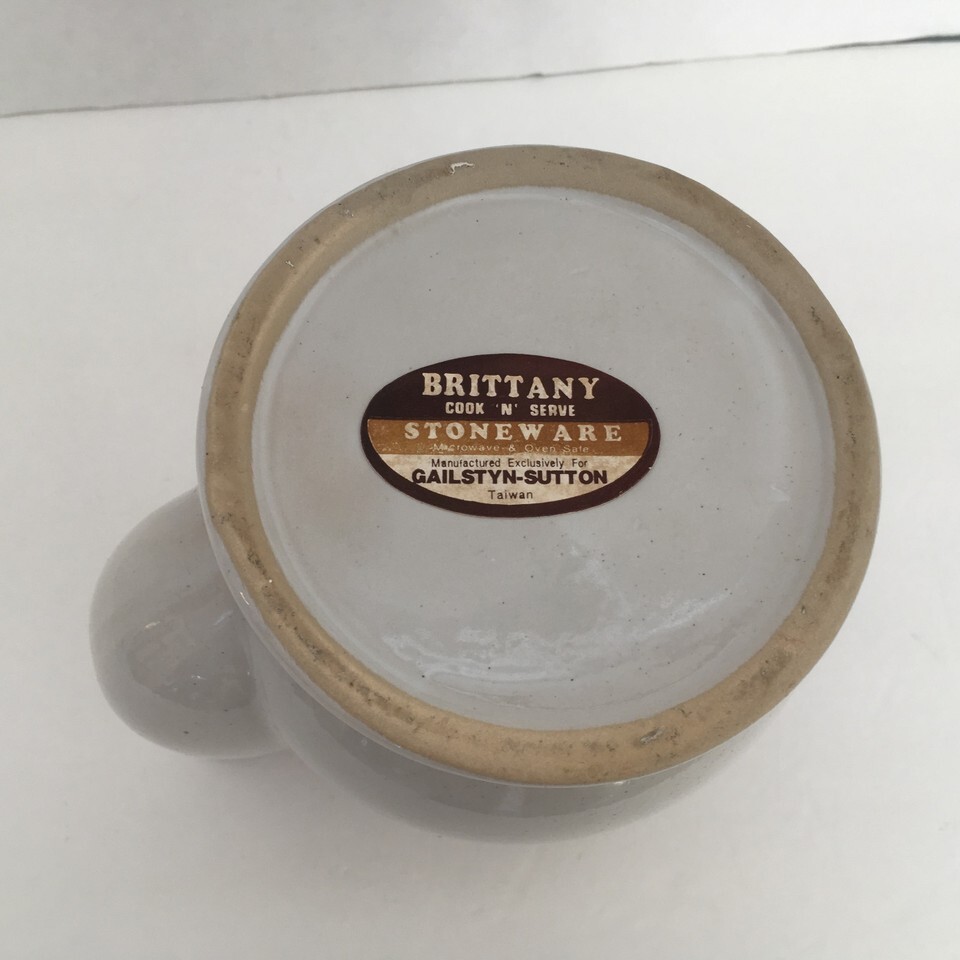 BRITTANY
COOK 'N' SERVE
STONEWARE
Microwave & Oven Safe
Manufactured Exclusively For
GAILSTYN-SUTTON
Taiwan